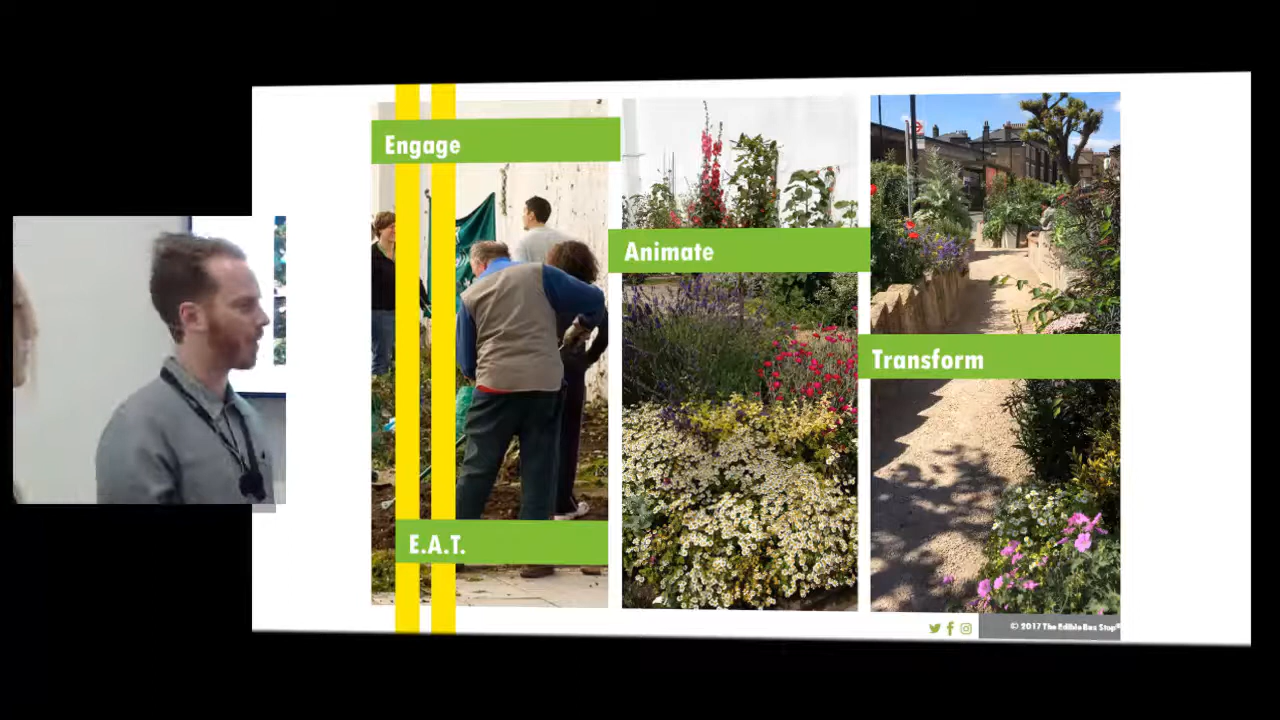 Engage
Animate
Transform
E.A.T.
© 2017 The Edible Bus Stop®